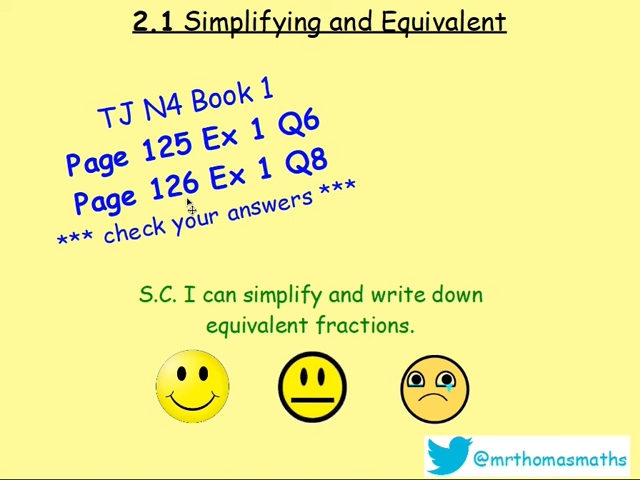 2.1 Simplifying and Equivalent
TJ N4 Book 1
Page 125 Ex 1 Q6
Page 126 Ex 1 Q8
*** check your answers ***
S.C. I can simplify and write down
equivalent fractions.
@mrthomasmaths